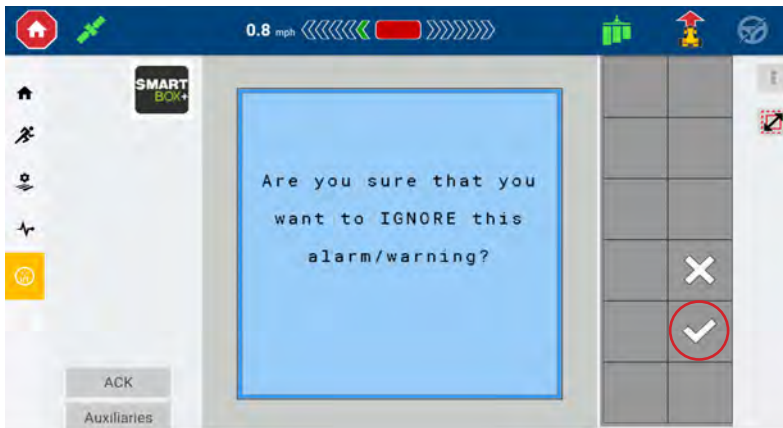 0.8 mph
SMART
BOX+
Are you sure that you
want to IGNORE this
alarm/warning?
ACK
Auxiliaries